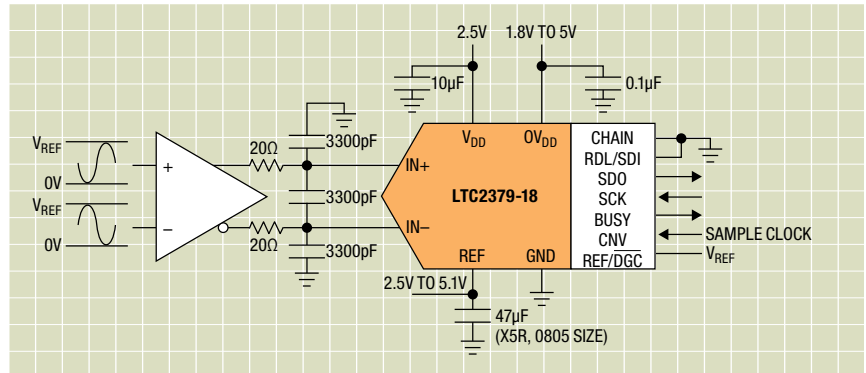 2.5V
1.8V TO 5V
10µF
0.1µF
VREF
0V
VREF
0V
+
–
20Ω
20Ω
3300pF
3300pF
3300pF
IN+
IN–
VDD
OVDD
LTC2379-18
REF
GND
CHAIN
RDL/SDI
SDO
SCK
BUSY
CNV
REF/DGC
SAMPLE CLOCK
VREF
2.5V TO 5.1V
47µF
(X5R, 0805 SIZE)